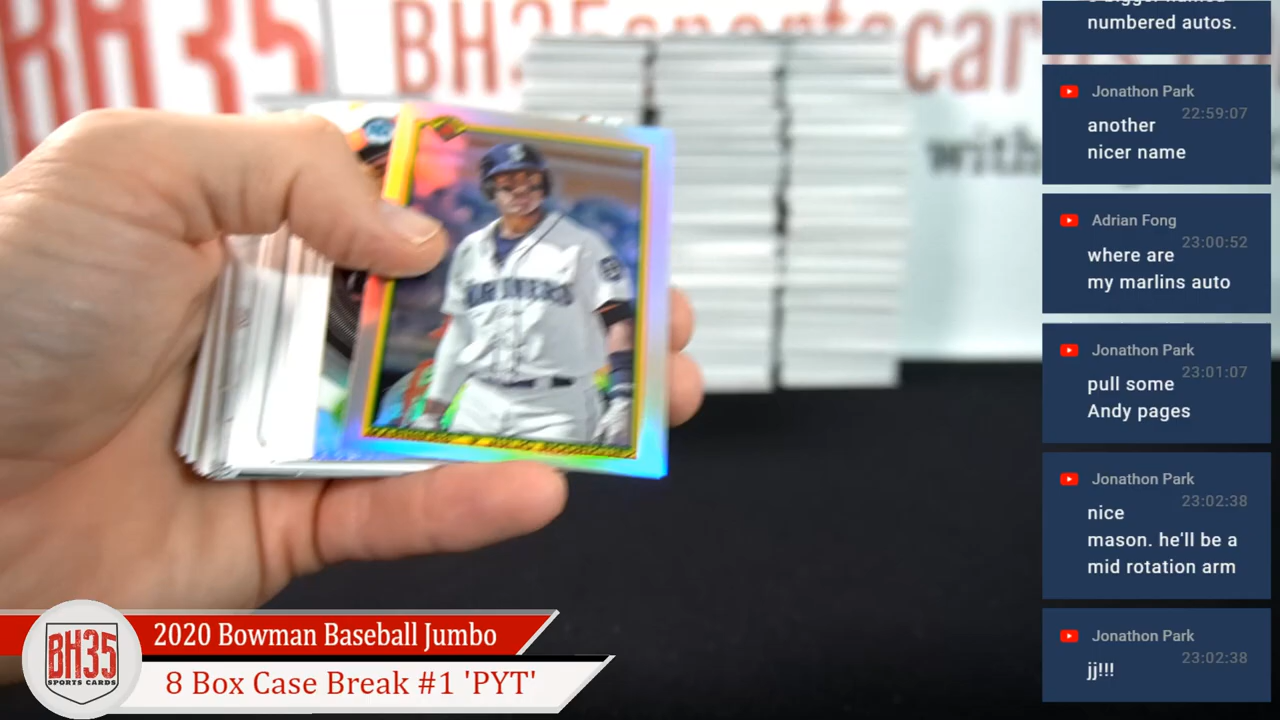 BH35
BH35sportscards
with
MARINERS
numbered autos.
Jonathon Park
22:59:07
another
nicer name
Adrian Fong
23:00:52
where are
my marlins auto
Jonathon Park
23:01:07
pull some
Andy pages
Jonathon Park
23:02:38
nice
mason. he'll be a
mid rotation arm
Jonathon Park
23:02:38
jj!!!
BH35
SPORTS CARDS
2020 Bowman Baseball Jumbo
8 Box Case Break #1 'PYT'